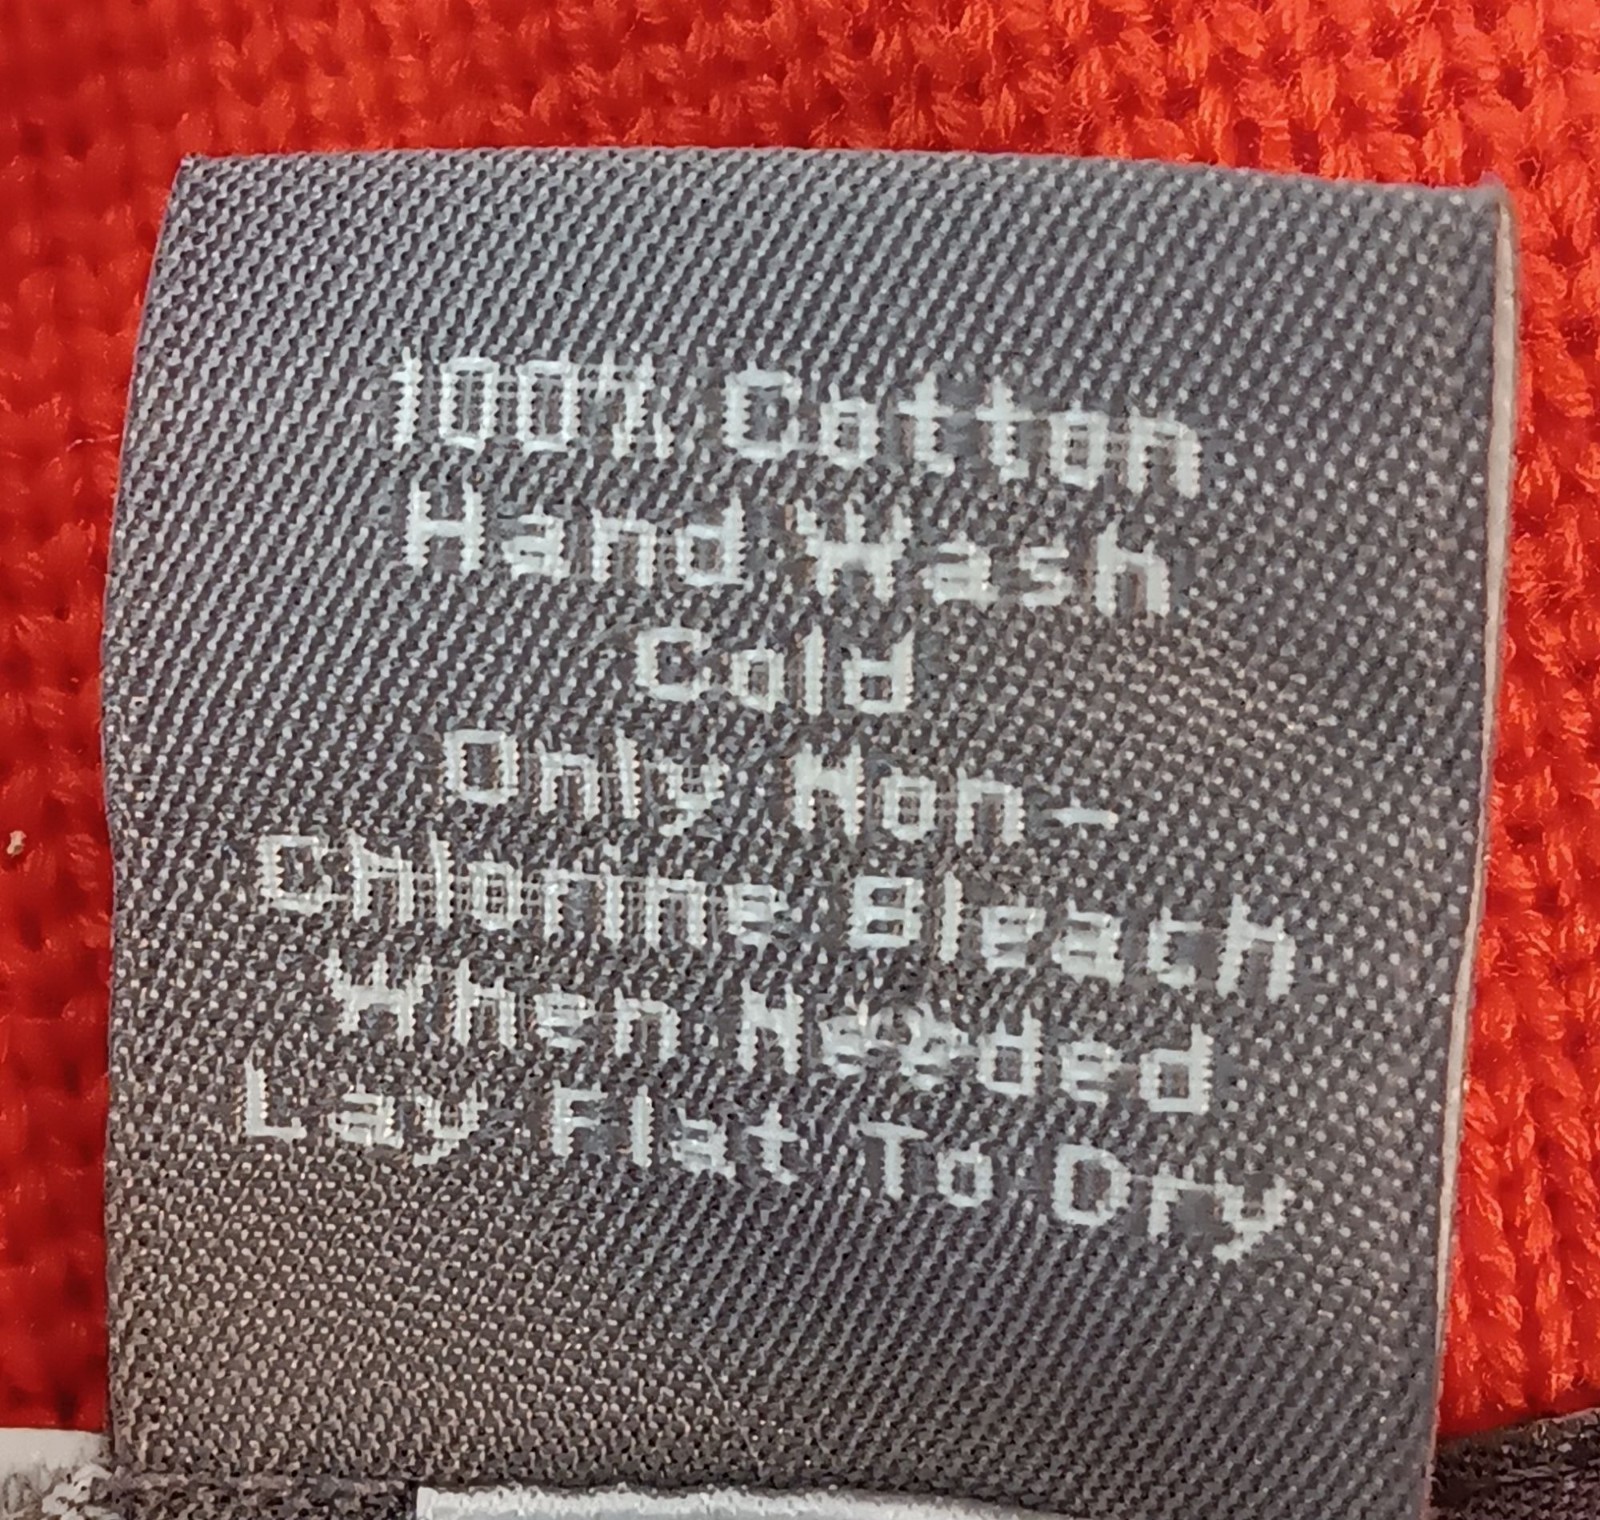 100% Cotton
Hand Wash
Cold
Only Non-
Chlorine Bleach
When Needed
Lay Flat To Dry